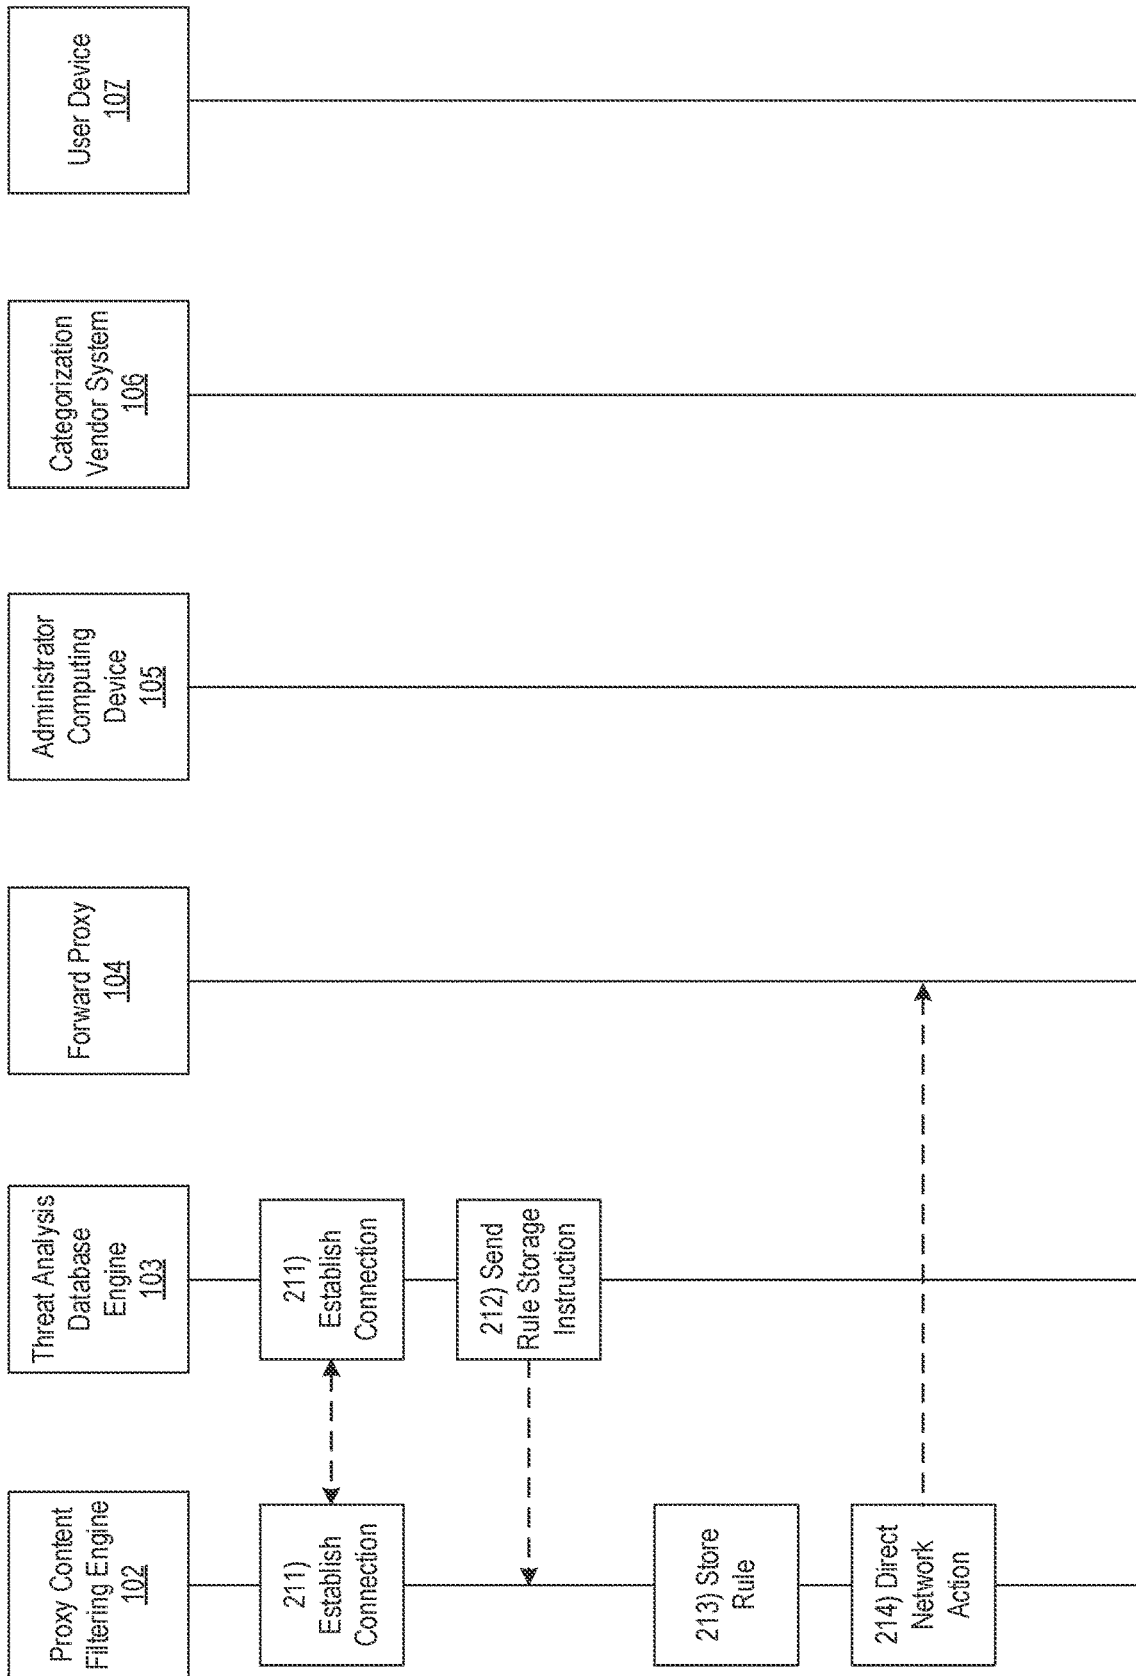 Proxy Content
Filtering Engine
102
Threat Analysis
Database
Engine
103
Forward Proxy
104
Administrator
Computing
Device
105
Categorization
Vendor System
106
User Device
107
211)
Establish
Connection
211)
Establish
Connection
212) Send
Rule Storage
Instruction
213) Store
Rule
214) Direct
Network
Action